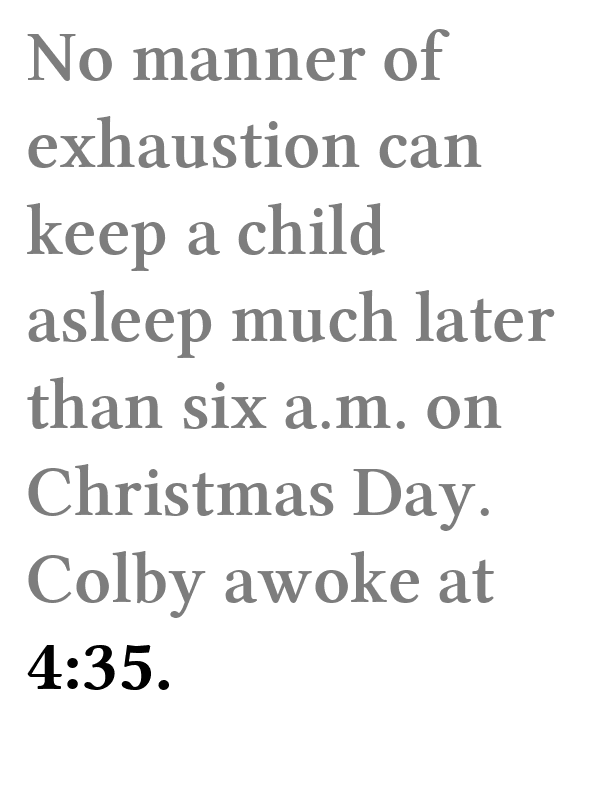 No manner of
exhaustion can
keep a child
asleep much later
than six a.m. on
Christmas Day.
Colby awoke at
4:35.